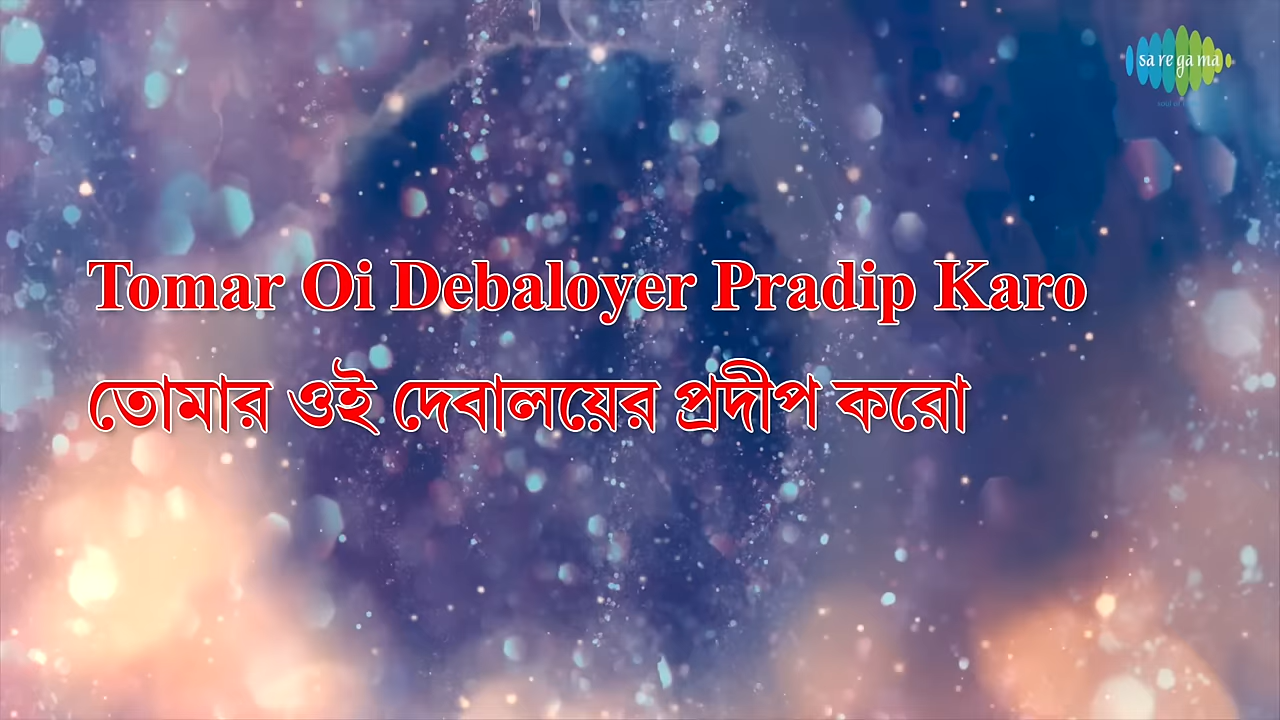 sa re ga ma
Tomar Oi Debaloyer Pradip Karo
তোমার ওই দেবালয়ের প্রদীপ করো